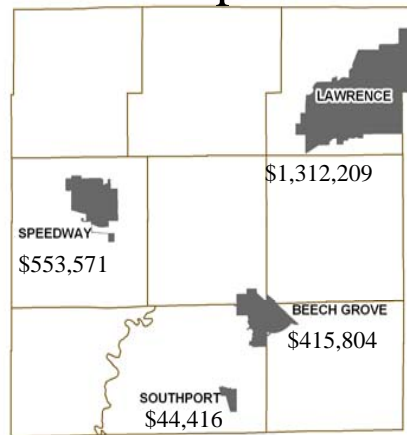 LAWRENCE
$1,312,209
SPEEDWAY
$553,571
BEECH GROVE
$415,804
SOUTHPORT
$44,416